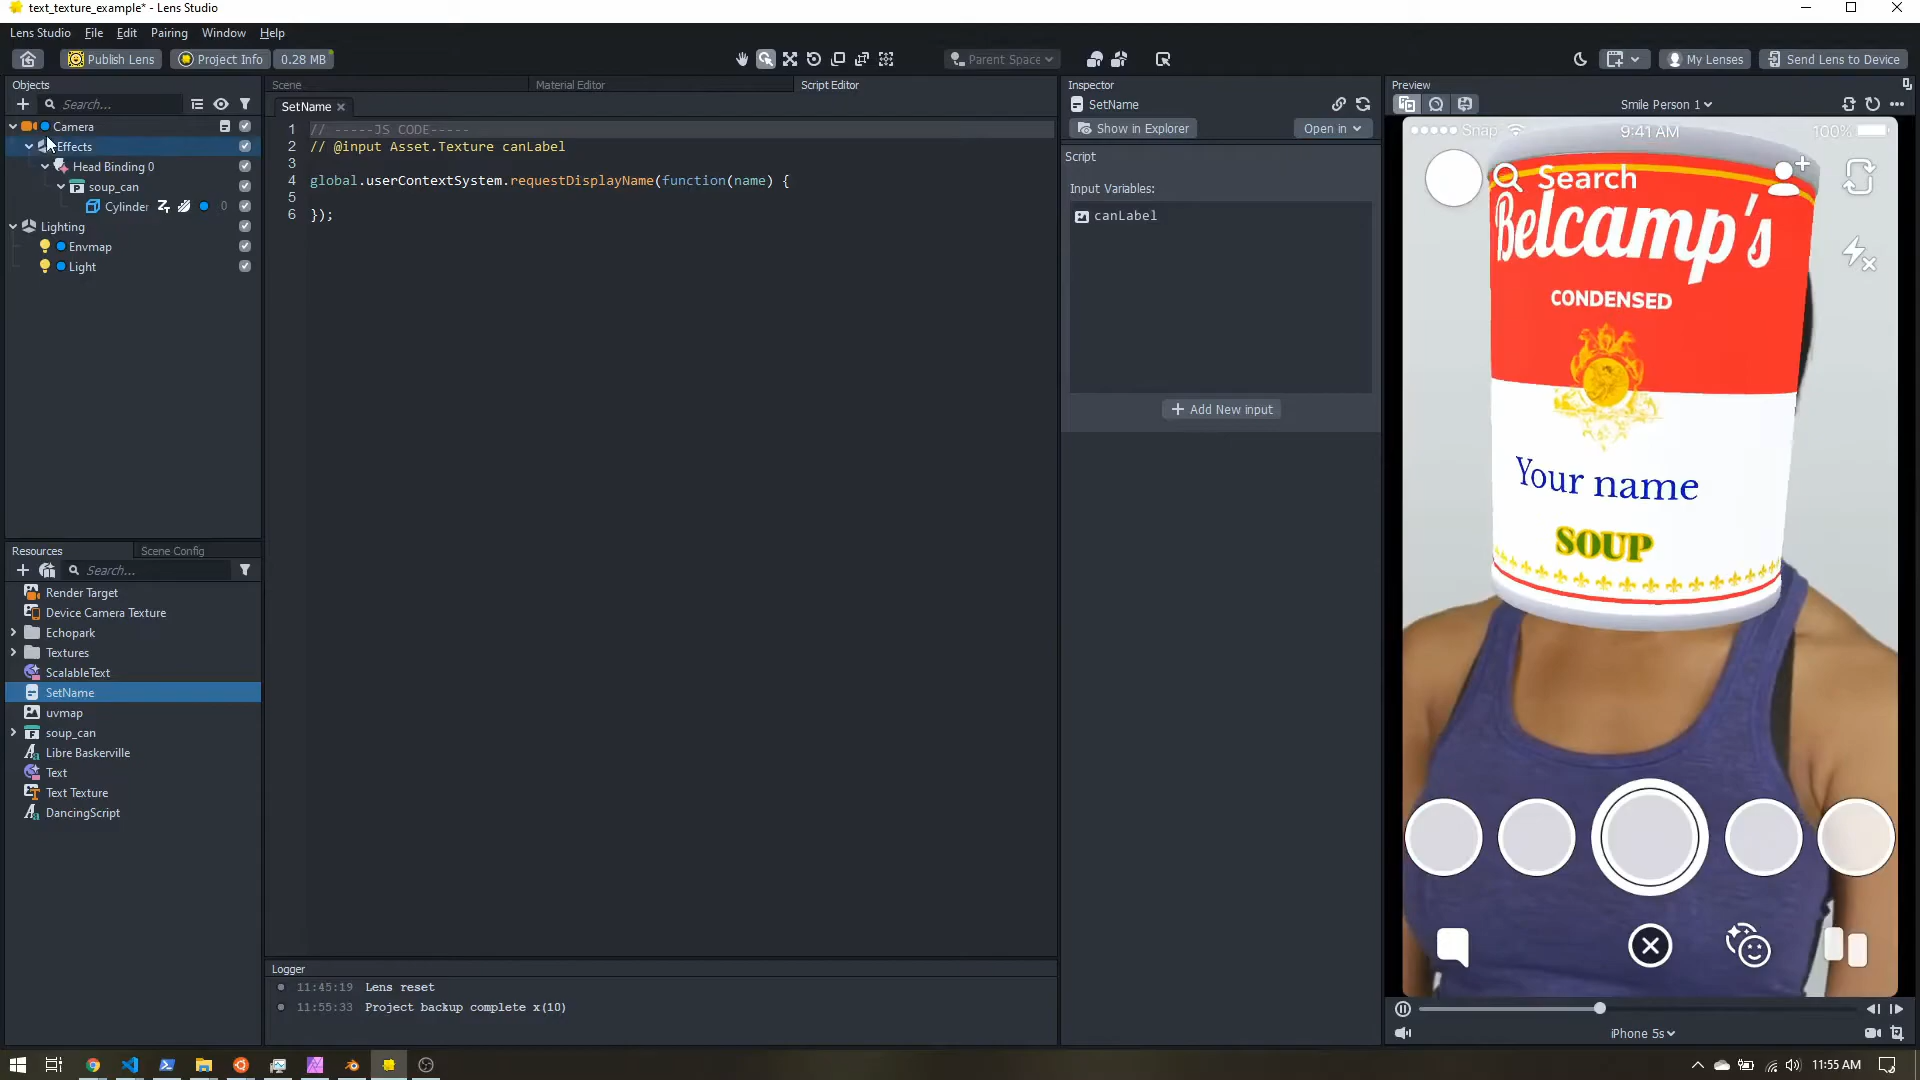 text_texture_example* - Lens Studio
Lens Studio File Edit Pairing Window Help
Publish Lens Project Info 0.28 MB Parent Space My Lenses Send Lens to Device
Objects
Search...
Camera
Effects
Head Binding 0
soup_can
Cylinder 0
Lighting
Envmap
Light
Resources Scene Config
Search...
Render Target
Device Camera Texture
Echopark
Textures
ScalableText
SetName
uvmap
soup_can
Libre Baskerville
Text
Text Texture
DancingScript
Scene Material Editor Script Editor
SetName
1 // -----JS CODE-----
2 // @input Asset.Texture canLabel
3
4 global.userContextSystem.requestDisplayName(function(name) {
5
6 });
Logger
11:45:19 Lens reset
11:55:33 Project backup complete x(10)
Inspector
SetName
Show in Explorer Open in
Script
Input Variables:
canLabel
Add New input
Preview
Smile Person 1
Snap 9:41 AM 100%
Search
Belcamp's
CONDENSED
Your name
SOUP
iPhone 5s
11:55 AM